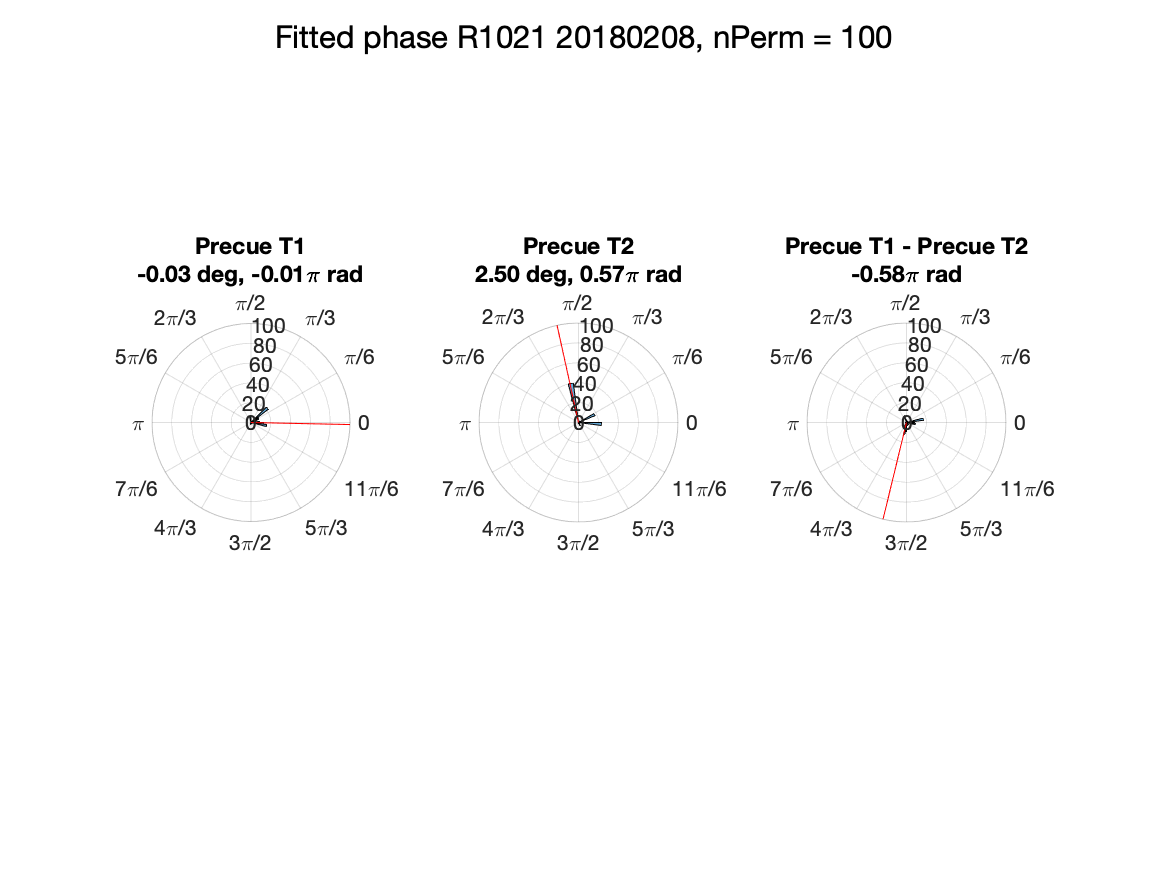 Fitted phase R1021 20180208, nPerm = 100
Precue T1
-0.03 deg, -0.01π rad
π/2
2π/3
π/3
100
80
5π/6
π/6
60
40
20
π
0
0
7π/6
11π/6
4π/3
5π/3
3π/2
Precue T2
2.50 deg, 0.57π rad
π/2
2π/3
π/3
100
80
5π/6
π/6
60
40
20
π
0
0
7π/6
11π/6
4π/3
5π/3
3π/2
Precue T1 - Precue T2
-0.58π rad
π/2
2π/3
π/3
100
80
5π/6
π/6
60
40
20
π
0
0
7π/6
11π/6
4π/3
5π/3
3π/2